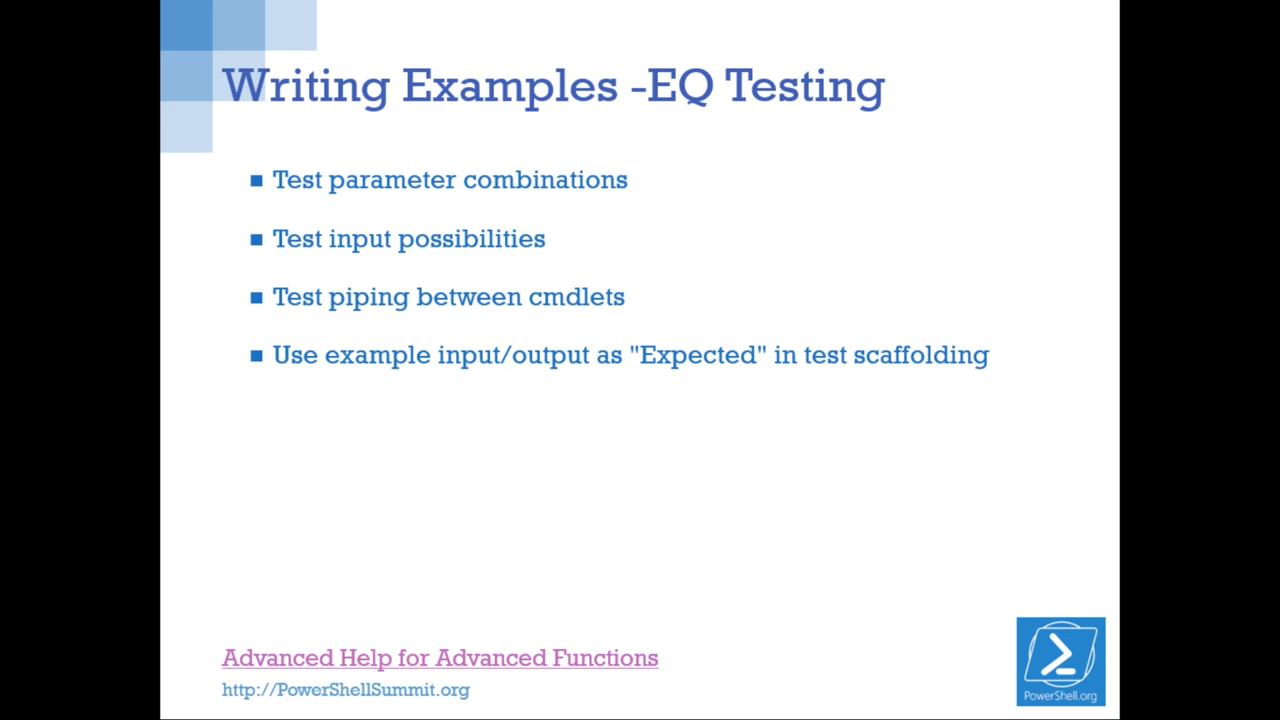 Writing Examples -EQ Testing
Test parameter combinations
Test input possibilities
Test piping between cmdlets
Use example input/output as "Expected" in test scaffolding
Advanced Help for Advanced Functions
http://PowerShellSummit.org
PowerShell.org